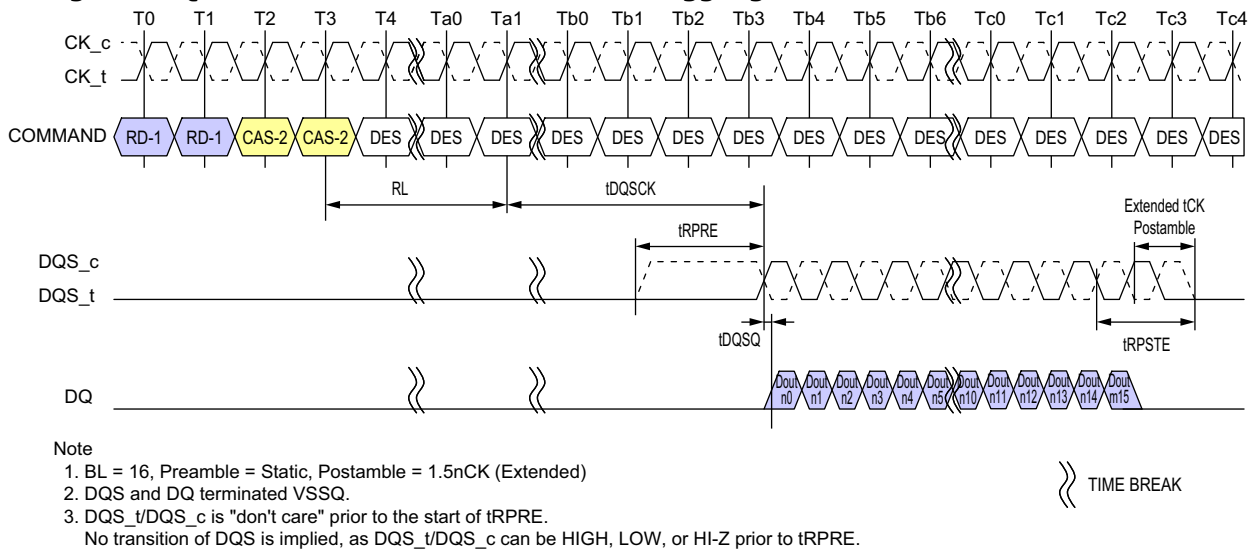 T0 T1 T2 T3 T4 Ta0 Ta1 Tb0 Tb1 Tb2 Tb3 Tb4 Tb5 Tb6 Tc0 Tc1 Tc2 Tc3 Tc4
CK_c
CK_t
COMMAND RD-1 RD-1 CAS-2 CAS-2 DES DES DES DES DES DES DES DES DES DES DES DES DES DES DES
RL tDQSCK
Extended tCK
Postamble
tRPRE
DQS_c
DQS_t
tDQSQ
tRPSTE
DQ
Dout n0 Dout n1 Dout n2 Dout n3 Dout n4 Dout n5 Dout n10 Dout n11 Dout n12 Dout n13 Dout n14 Dout m15
Note
1. BL = 16, Preamble = Static, Postamble = 1.5nCK (Extended)
2. DQS and DQ terminated VSSQ.
3. DQS_t/DQS_c is "don't care" prior to the start of tRPRE.
No transition of DQS is implied, as DQS_t/DQS_c can be HIGH, LOW, or HI-Z prior to tRPRE.
TIME BREAK